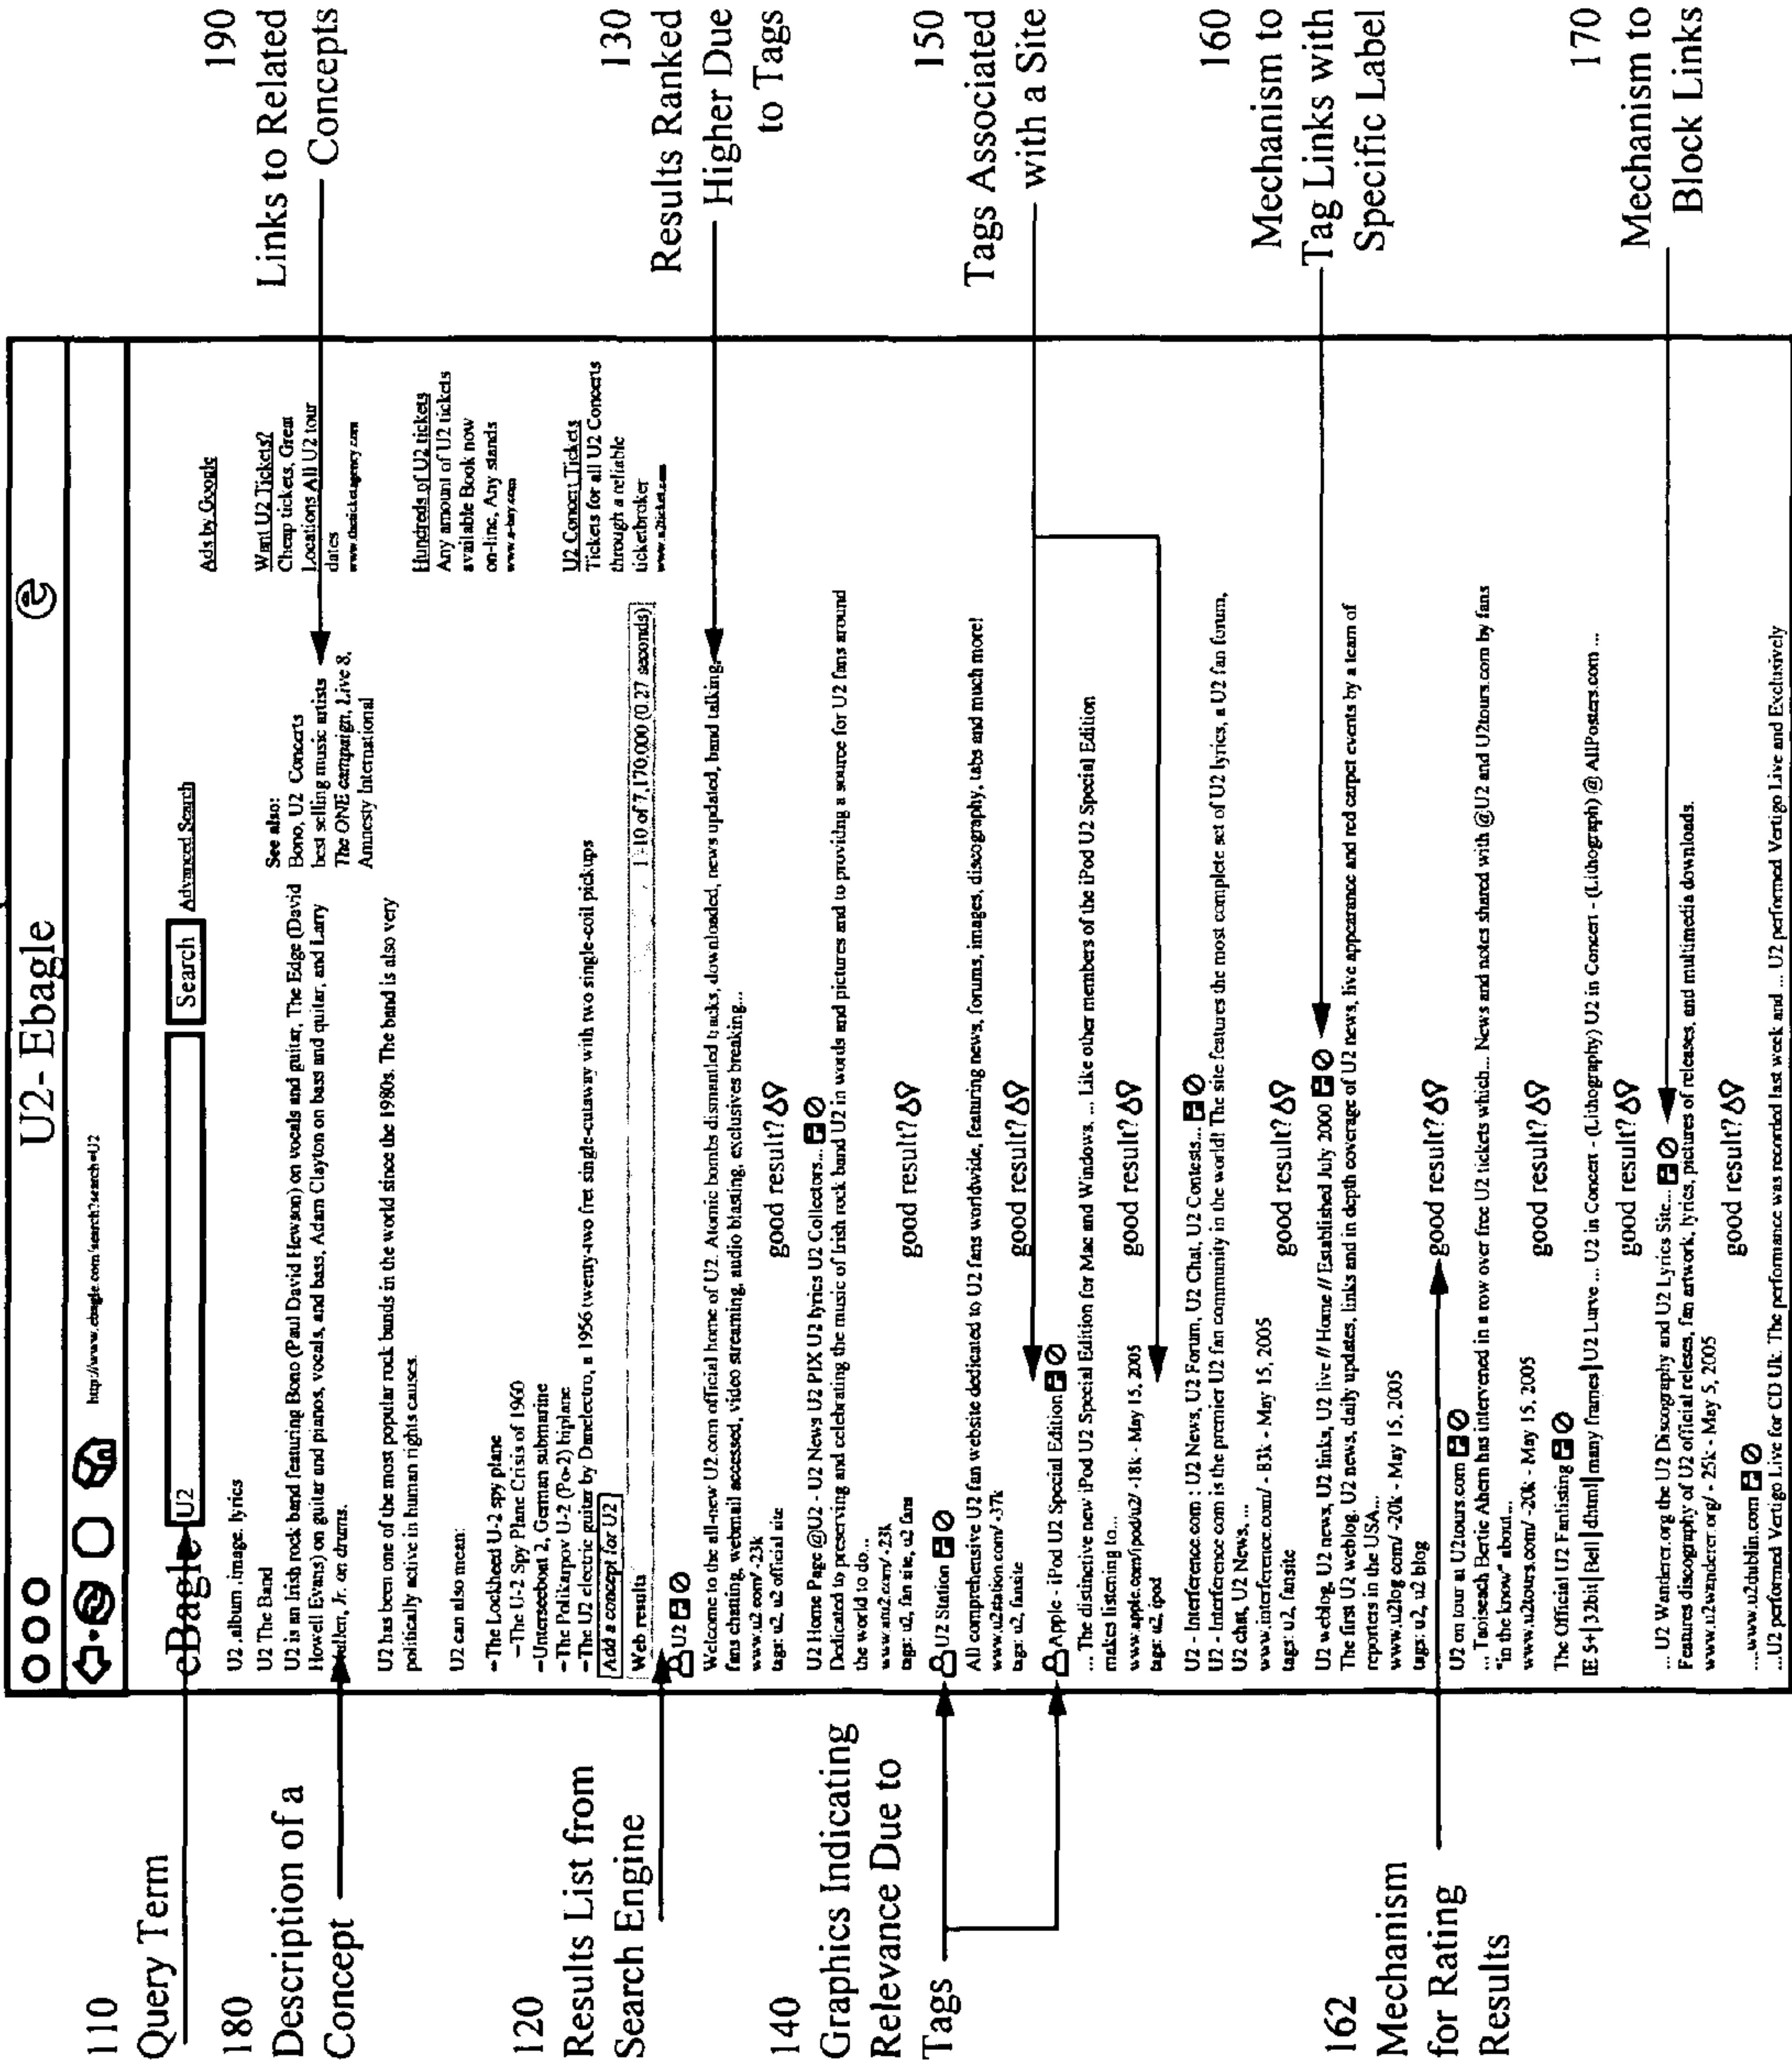 U2- Ebagle
http://www.ebagle.com/search?search=U2
110
Query Term
eBagle
U2
Search
Advanced Search
190
Links to Related
Concepts
180
Description of a
Concept
U2 .album .image. lyrics
U2 The Band
U2 is an Irish rock band featuring Bono (Paul David Hewson) on vocals and guitar, The Edge (David
Howell Evans) on guitar and pianos, vocals, and bass, Adam Clayton on bass and quitar, and Larry
Mullen, Jr. on drums.
U2 has been one of the most popular rock bands in the world since the 1980s. The band is also very
politically active in human rights causes.
See also:
Bono, U2 Concerts
best selling music artists
The ONE campaign, Live 8,
Amnesty International
U2 can also mean:
-The Lockheed U-2 spy plane
-The U-2 Spy Plane Crisis of 1960
-Unterseeboat 2, German submarine
-The Polikarpov U-2 (Po-2) biplane
-The U2 electric guitar by Danelectro, a 1956 twenty-two fret single-cutaway with two single-coil pickups
Add a concept for U2
Ads by Google
Want U2 Tickets?
Cheap tickets, Great
Locations All U2 tour
dates
www.theticketagency.com
Hundreds of U2 tickets
Any amount of U2 tickets
available Book now
on-line, Any stands
www.e-bay.com
U2 Concert Tickets
Tickets for all U2 Concerts
through a reliable
ticketbroker
120
Results List from
Search Engine
Web results
1-10 of 7,170,000 (0.27 seconds)
130
Results Ranked
Higher Due
to Tags
U2
Welcome to the all-new U2.com official home of U2. Atomic bombs dismantled tracks, downloaded, news updated, band talking,
fans chating, webmail accessed, video streaming, audio blasting, exclusives breaking...
www.u2.com/ -23k
tags: u2, u2 official site
good result?
U2 Home Page @U2 - U2 News U2 PIX U2 lyrics U2 Collectors...
Dedicated to preserving and celebrating the music of Irish rock band U2 in words and pictures and to providing a source for U2 fans around
the world to do...
www.atu2.com/ -23k
tags: u2, fan site, u2 fans
good result?
140
Graphics Indicating
Relevance Due to
Tags
150
Tags Associated
with a Site
U2 Station
All comprehensive U2 fan website dedicated to U2 fans worldwide, featuring news, forums, images, discography, tabs and much more!
www.u2station.com/ -37k
tags: u2, fansite
good result?
Apple - iPod U2 Special Edition
... The distinctive new iPod U2 Special Edition for Mac and Windows. ... Like other members of the iPod U2 Special Edition
makes listening to...
www.apple.com/ipod/u2/ -18k - May 15, 2005
tags: u2, ipod
good result?
160
Mechanism to
Tag Links with
Specific Label
U2 - Interference.com : U2 News, U2 Forum, U2 Chat, U2 Contests...
U2 - Interference com is the premier U2 fan community in the world! The site features the most complete set of U2 lyrics, a U2 fan forum,
U2 chat, U2 News, ...
www.interference.com/ - 83k - May 15, 2005
tags: u2, fansite
good result?
U2 weblog, U2 news, U2 links, U2 live // Home // Established July 2000
The first U2 weblog. U2 news, daily updates, links and in depth coverage of U2 news, live appearance and red carpet events by a team of
reporters in the USA...
www.u2log com/ -20k - May 15, 2005
tags: u2, u2 blog
good result?
162
Mechanism
for Rating
Results
U2 on tour at U2tours.com
... Taoiseach Bertie Ahern has intervened in a row over free U2 tickets which... News and notes shared with @U2 and U2tours.com by fans
"in the know" about...
www.u2tours.com/ -20k - May 15, 2005
good result?
The Official U2 Fanlisting
IE 5+| 32bit| Bell| dhtml| many frames| U2 Lurve ... U2 in Concert - (Lithography) U2 in Concert - (Lithograph) @ AllPosters.com ...
good result?
170
Mechanism to
Block Links
... U2 Wanderer.org the U2 Discography and U2 Lyrics Site...
Features discography of U2 official releses, fan artwork, lyrics, pictures of releases, and multimedia downloads.
www.u2wanderer.org/ - 25k - May 5, 2005
good result?
....www.u2dublin.com
...U2 performed Vertigo Live for CD Uk. The performance was recorded last week and ... U2 performed Vertigo Live and Exclusively